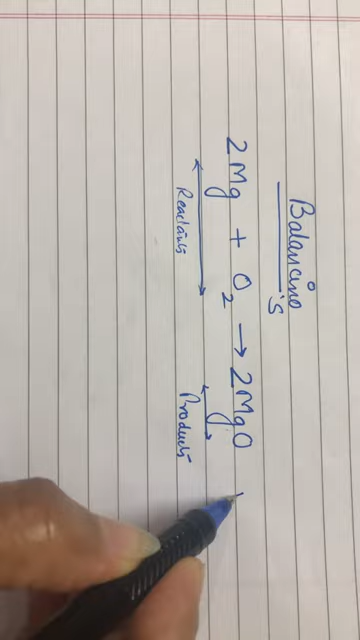 Balancing
2Mg + O₂ → 2MgO
Reactants Products